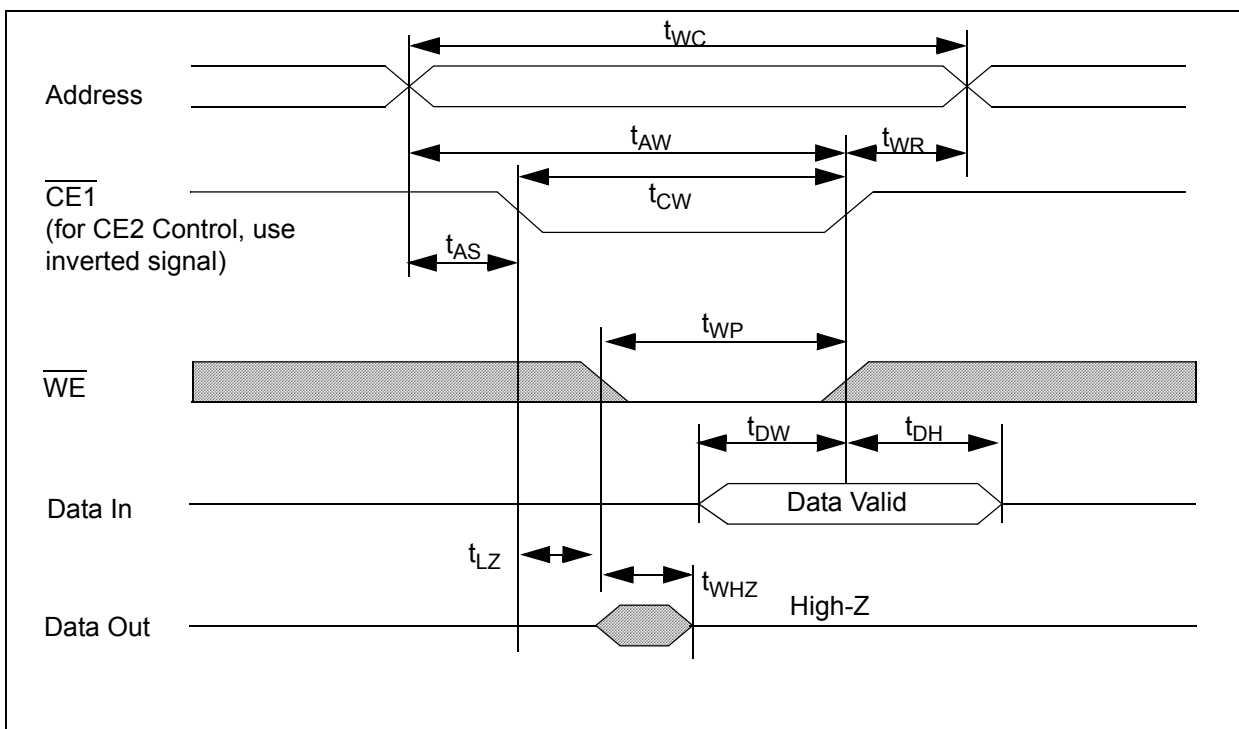 tWC
Address
tAW
tWR
CE1
(for CE2 Control, use
inverted signal)
tCW
tAS
tWP
WE
tDW
tDH
Data In
Data Valid
tLZ
tWHZ
High-Z
Data Out